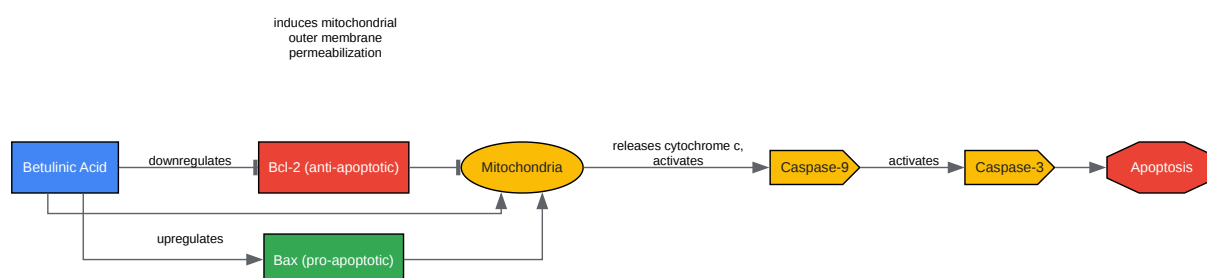 induces mitochondrial
outer membrane
permeabilization
Betulinic Acid
downregulates
Bcl-2 (anti-apoptotic)
Mitochondria
releases cytochrome c,
activates
Caspase-9
activates
Caspase-3
Apoptosis
upregulates
Bax (pro-apoptotic)